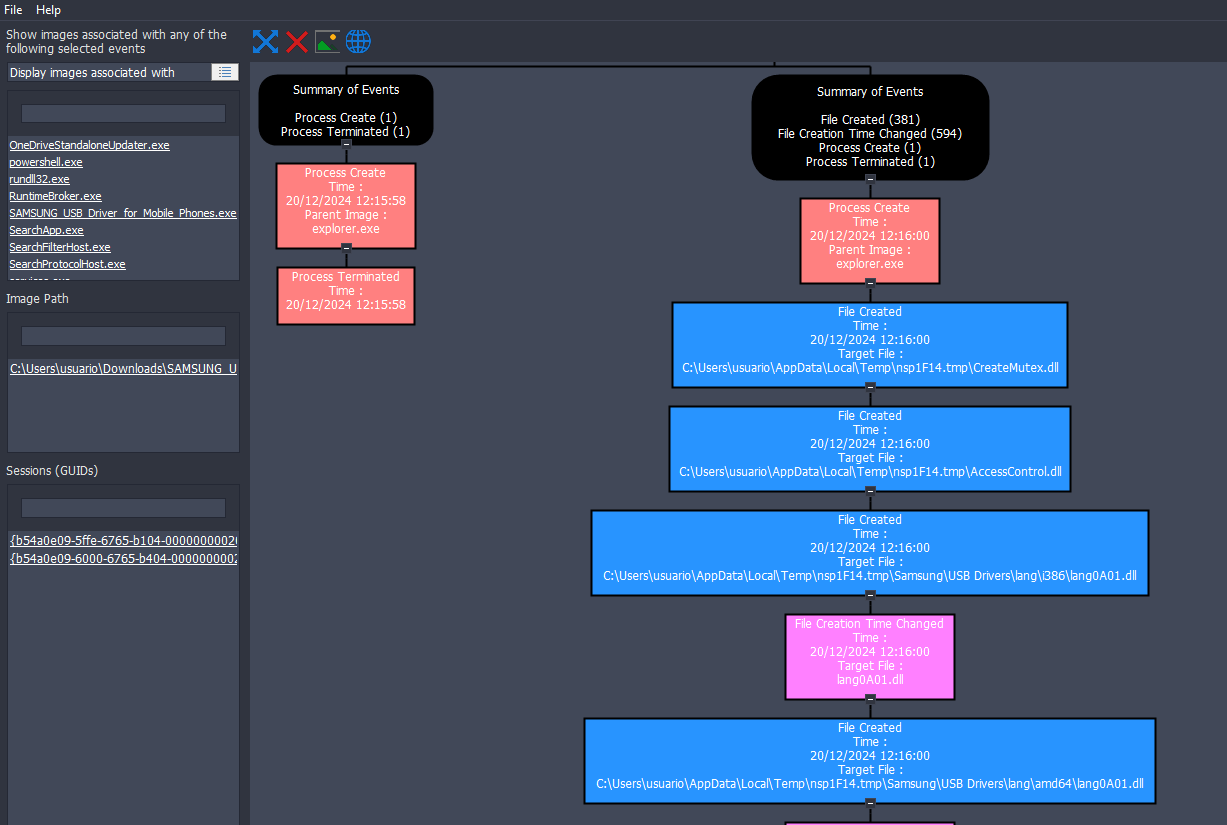 File Help
Show images associated with any of the
following selected events
Display images associated with
OneDriveStandaloneUpdater.exe
powershell.exe
rundll32.exe
RuntimeBroker.exe
SAMSUNG_USB_Driver_for_Mobile_Phones.exe
SearchApp.exe
SearchFilterHost.exe
SearchProtocolHost.exe
services.exe
Image Path
C:\Users\usuario\Downloads\SAMSUNG_U
Sessions (GUIDs)
{b54a0e09-5ffe-6765-b104-00000000020
{b54a0e09-6000-6765-b404-0000000002
Summary of Events
Process Create (1)
Process Terminated (1)
Process Create
Time :
20/12/2024 12:15:58
Parent Image :
explorer.exe
Process Terminated
Time :
20/12/2024 12:15:58
Summary of Events
File Created (381)
File Creation Time Changed (594)
Process Create (1)
Process Terminated (1)
Process Create
Time :
20/12/2024 12:16:00
Parent Image :
explorer.exe
File Created
Time :
20/12/2024 12:16:00
Target File :
C:\Users\usuario\AppData\Local\Temp\nsp1F14.tmp\CreateMutex.dll
File Created
Time :
20/12/2024 12:16:00
Target File :
C:\Users\usuario\AppData\Local\Temp\nsp1F14.tmp\AccessControl.dll
File Created
Time :
20/12/2024 12:16:00
Target File :
C:\Users\usuario\AppData\Local\Temp\nsp1F14.tmp\Samsung\USB Drivers\lang\i386\lang0A01.dll
File Creation Time Changed
Time :
20/12/2024 12:16:00
Target File :
lang0A01.dll
File Created
Time :
20/12/2024 12:16:00
Target File :
C:\Users\usuario\AppData\Local\Temp\nsp1F14.tmp\Samsung\USB Drivers\lang\amd64\lang0A01.dll